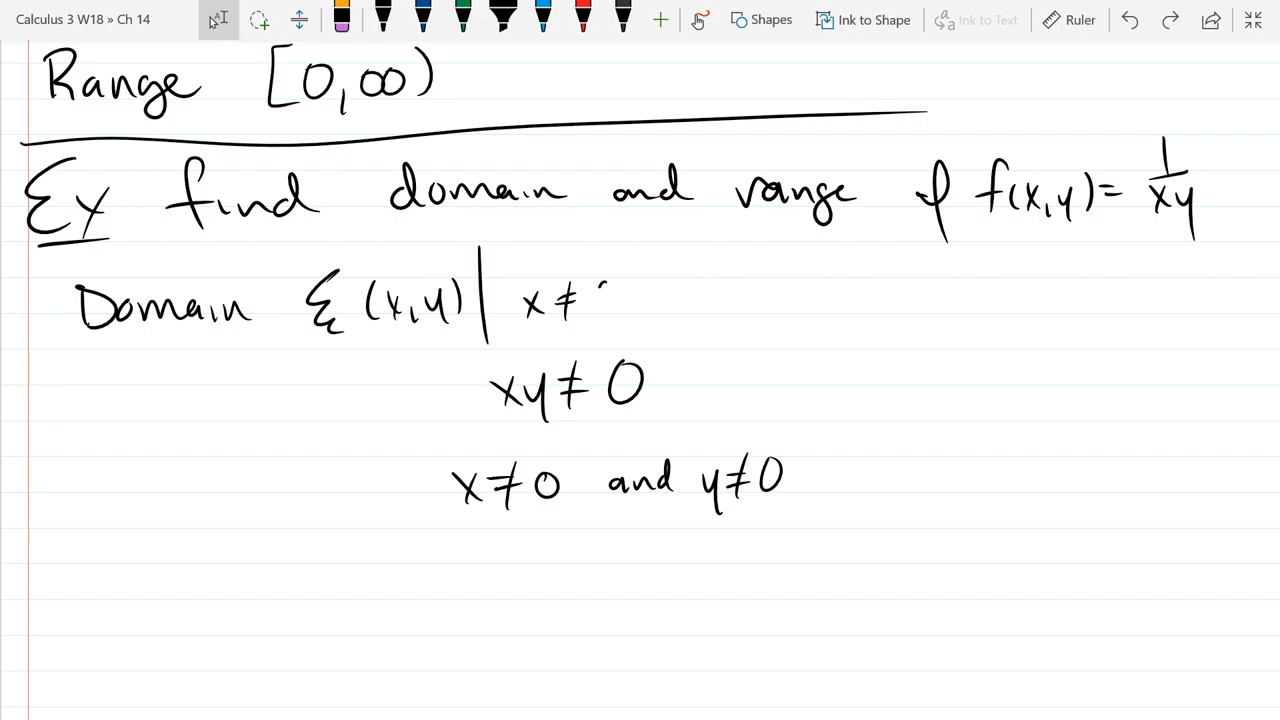 Calculus 3 W18 » Ch 14
Shapes Ink to Shape Ink to Text Ruler
Range [0,∞)
Ex find domain and range of f(x,y)= 1/xy
Domain { (x,y) | x ≠
xy ≠ 0
x ≠ 0 and y ≠ 0